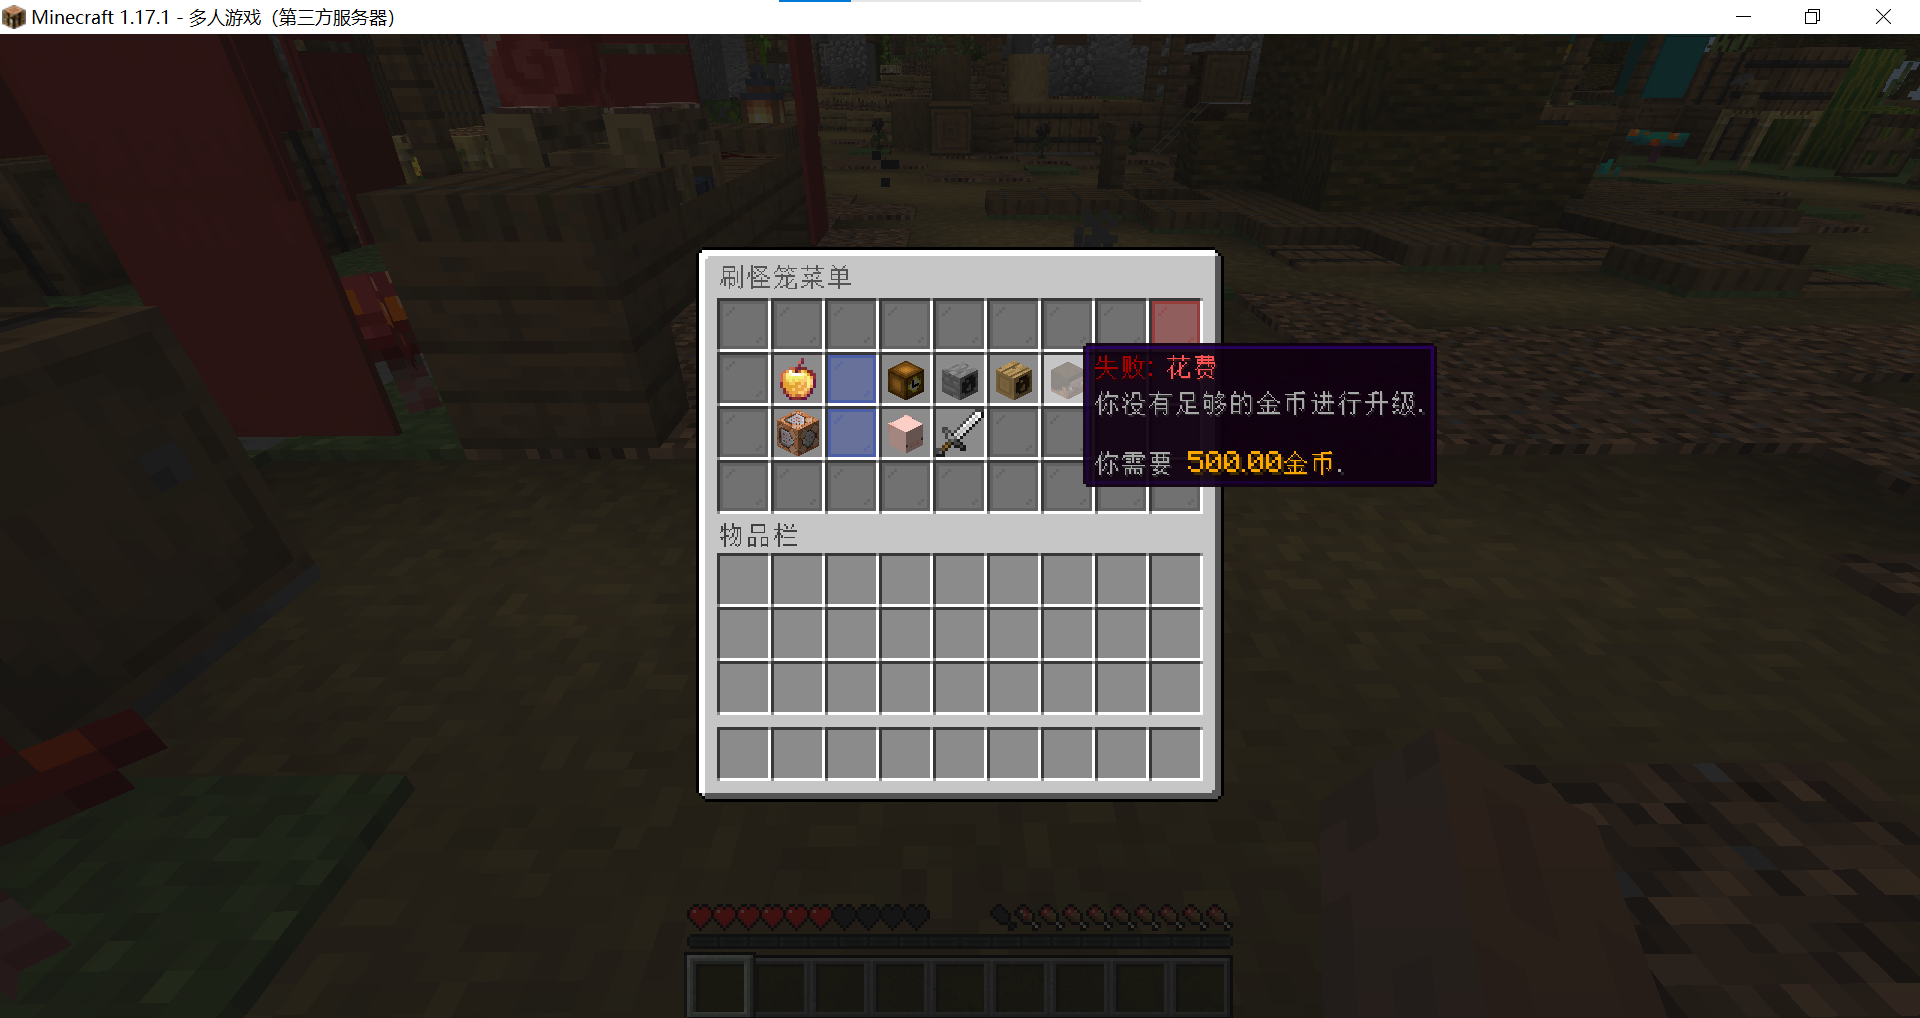 Minecraft 1.17.1 - 多人游戏（第三方服务器）
刷怪笼菜单
失败: 花费
你没有足够的金币进行升级.
你需要 500.00金币.
物品栏